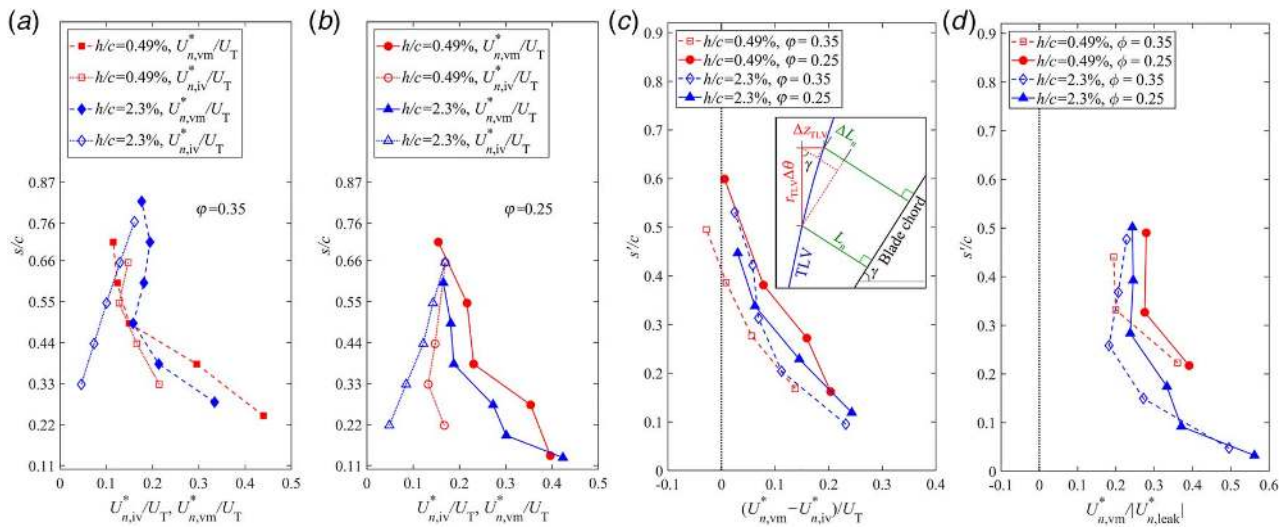 (a)
h/c=0.49%, U*n,vm/UT
h/c=0.49%, U*n,iv/UT
h/c=2.3%, U*n,vm/UT
h/c=2.3%, U*n,iv/UT
φ=0.35
s/c
0.87
0.76
0.66
0.55
0.44
0.33
0.22
0.11
0 0.1 0.2 0.3 0.4 0.5
U*n,iv/UT, U*n,vm/UT
(b)
h/c=0.49%, U*n,vm/UT
h/c=0.49%, U*n,iv/UT
h/c=2.3%, U*n,vm/UT
h/c=2.3%, U*n,iv/UT
φ=0.25
s/c
0.87
0.76
0.66
0.55
0.44
0.33
0.22
0.11
0 0.1 0.2 0.3 0.4 0.5
U*n,iv/UT, U*n,vm/UT
(c)
h/c=0.49%, φ=0.35
h/c=0.49%, φ=0.25
h/c=2.3%, φ=0.35
h/c=2.3%, φ=0.25
s'/c
0.9
0.7
0.6
0.5
0.4
0.3
0.2
0.1
0
-0.1 0 0.1 0.2 0.3 0.4
(U*n,vm−U*n,iv)/UT
ΔzTLV
ΔLn
γ
rTLVΔθ
Ln
TLV
Blade chord
γ
(d)
h/c=0.49%, ϕ = 0.35
h/c=0.49%, ϕ = 0.25
h/c=2.3%, ϕ = 0.35
h/c=2.3%, ϕ = 0.25
s'/c
0.9
0.7
0.6
0.5
0.4
0.3
0.2
0.1
0
-0.1 0 0.1 0.2 0.3 0.4 0.5 0.6
U*n,vm/|U*n,leak|